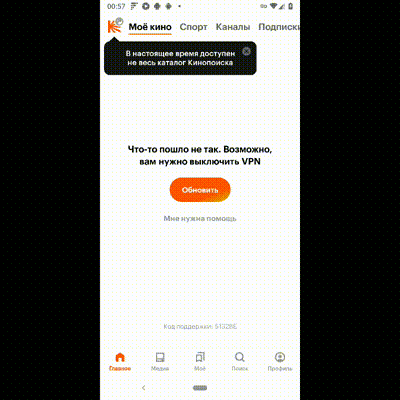 00:57
Моё кино Спорт Каналы Подписки
В настоящее время доступен
не весь каталог Кинопоиска
Что-то пошло не так. Возможно,
вам нужно выключить VPN
Обновить
Мне нужна помощь
Код поддержки:
Главное Медиа Моё Поиск Профиль